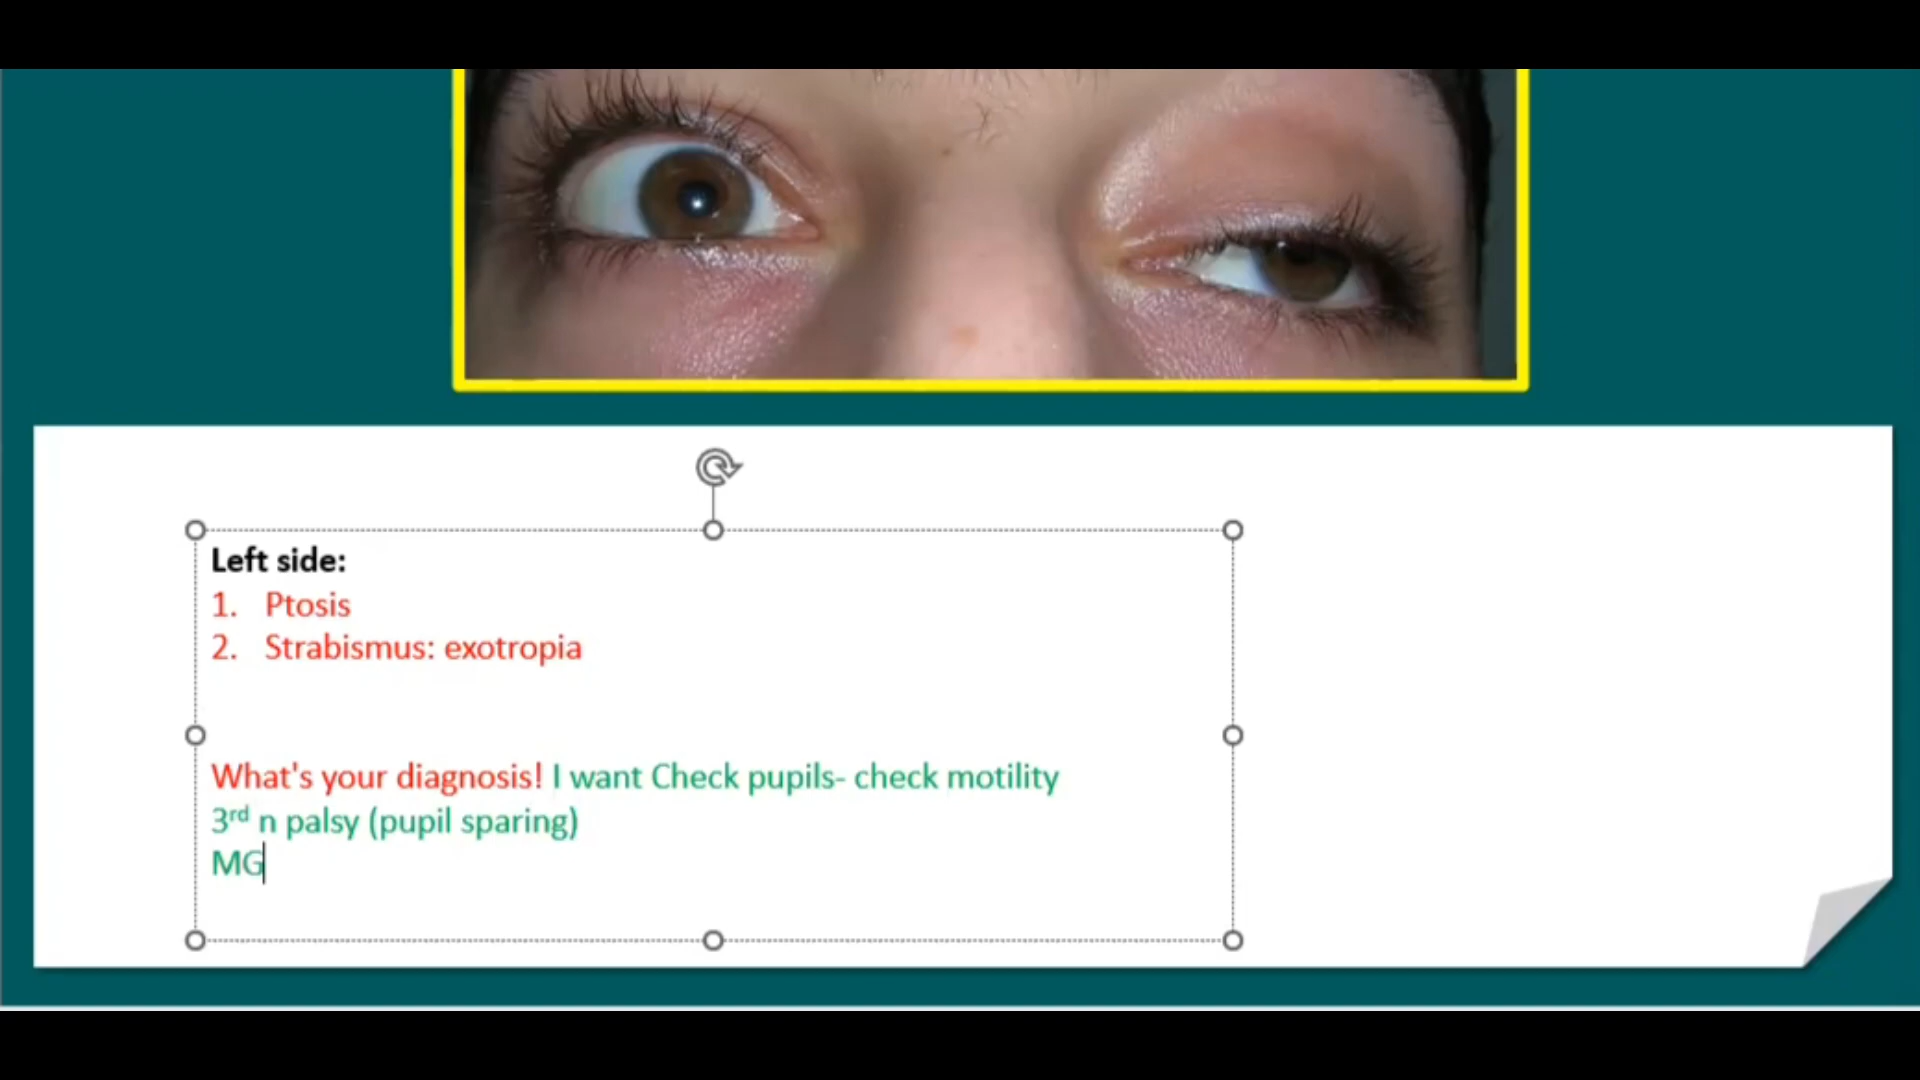 Left side:
1. Ptosis
2. Strabismus: exotropia
What's your diagnosis! I want Check pupils- check motility
3rd n palsy (pupil sparing)
MG